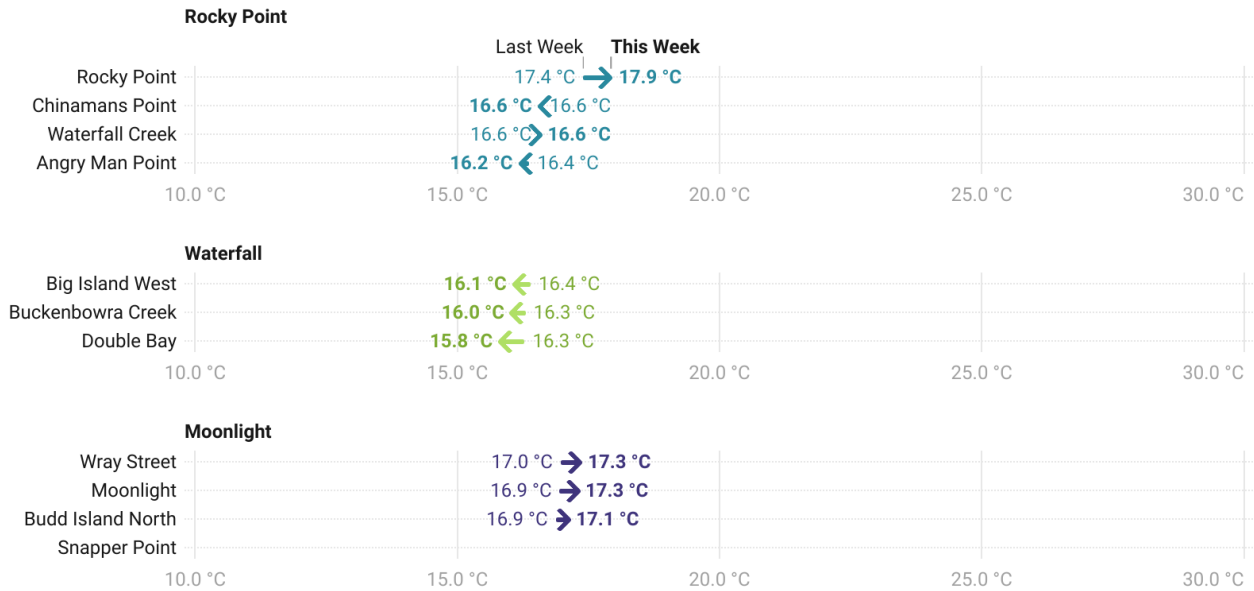 Rocky Point
Last Week This Week
Rocky Point 17.4 °C 17.9 °C
Chinamans Point 16.6 °C 16.6 °C
Waterfall Creek 16.6 °C 16.6 °C
Angry Man Point 16.2 °C 16.4 °C
10.0 °C 15.0 °C 20.0 °C 25.0 °C 30.0 °C
Waterfall
Big Island West 16.1 °C 16.4 °C
Buckenbowra Creek 16.0 °C 16.3 °C
Double Bay 15.8 °C 16.3 °C
10.0 °C 15.0 °C 20.0 °C 25.0 °C 30.0 °C
Moonlight
Wray Street 17.0 °C 17.3 °C
Moonlight 16.9 °C 17.3 °C
Budd Island North 16.9 °C 17.1 °C
Snapper Point
10.0 °C 15.0 °C 20.0 °C 25.0 °C 30.0 °C